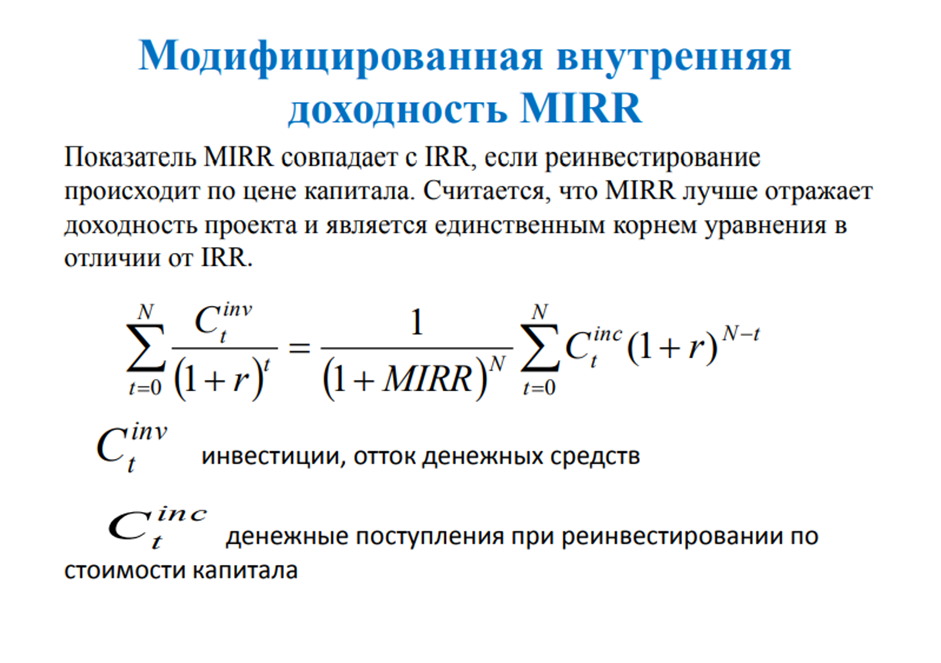 Модифицированная внутренняя
доходность MIRR
Показатель MIRR совпадает с IRR, если реинвестирование
происходит по цене капитала. Считается, что MIRR лучше отражает
доходность проекта и является единственным корнем уравнения в
отличии от IRR.
$$\sum_{t=0}^{N} \frac{C_t^{inv}}{(1+r)^t} = \frac{1}{(1+MIRR)^N} \sum_{t=0}^{N} C_t^{inc} (1+r)^{N-t}$$
$C_t^{inv}$ инвестиции, отток денежных средств
$C_t^{inc}$ денежные поступления при реинвестировании по
стоимости капитала